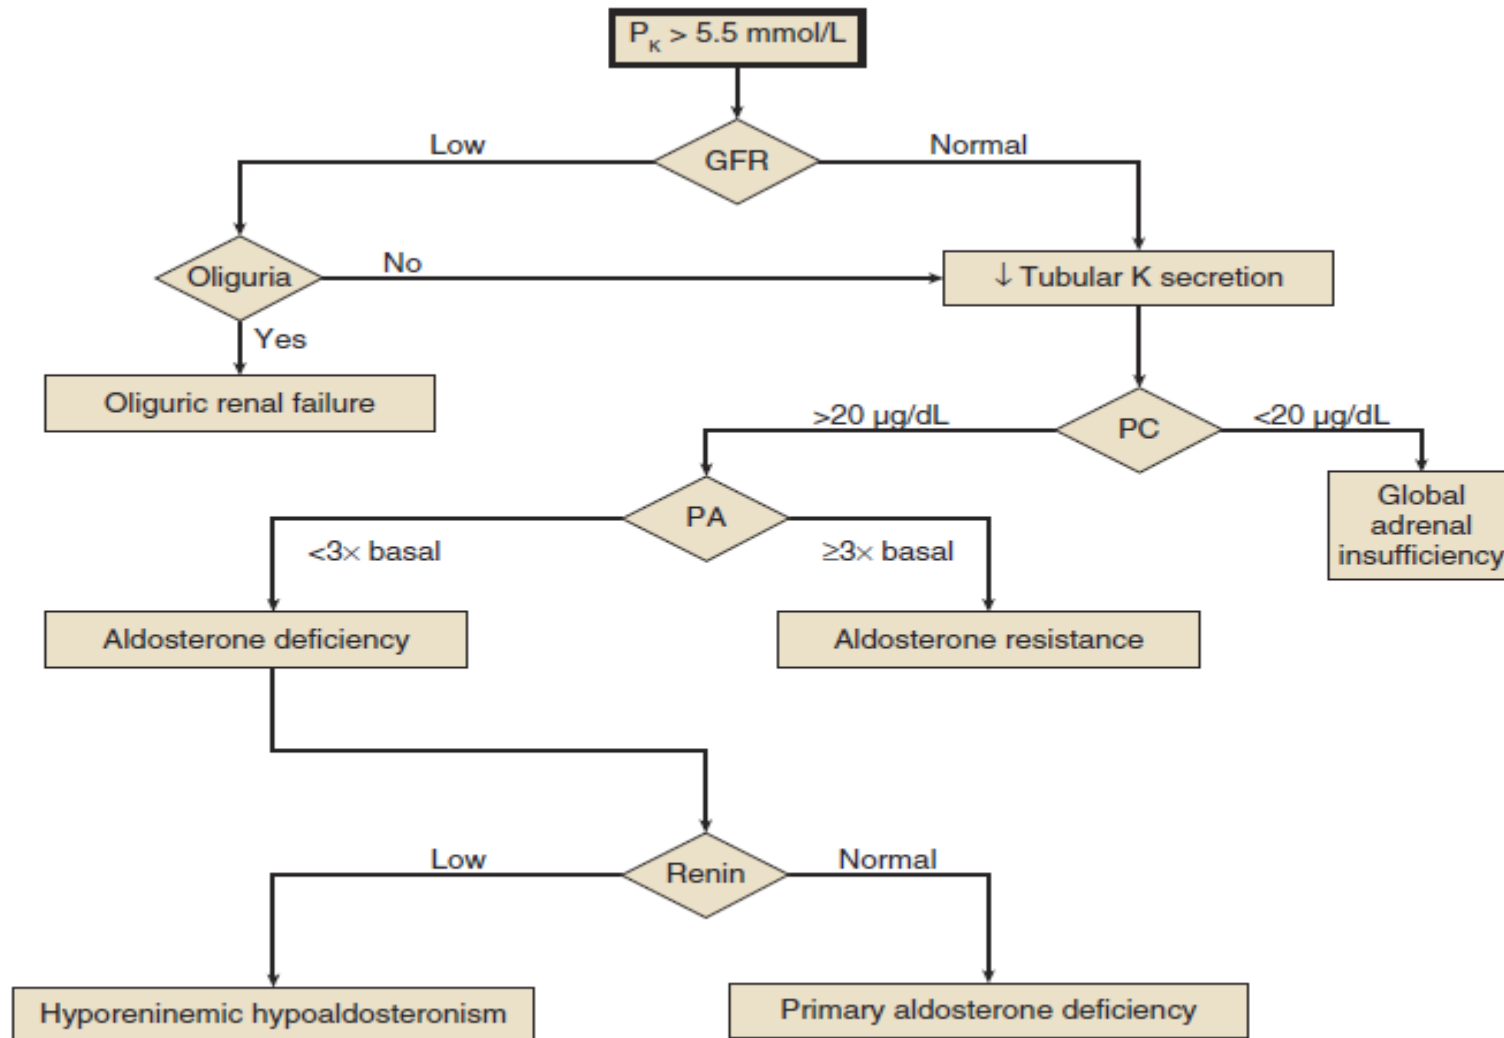 P_K > 5.5 mmol/L
Low
GFR
Normal
Oliguria
No
↓ Tubular K secretion
Yes
Oliguric renal failure
>20 µg/dL
PC
<20 µg/dL
Global
adrenal
insufficiency
PA
<3× basal
≥3× basal
Aldosterone deficiency
Aldosterone resistance
Low
Renin
Normal
Hyporeninemic hypoaldosteronism
Primary aldosterone deficiency